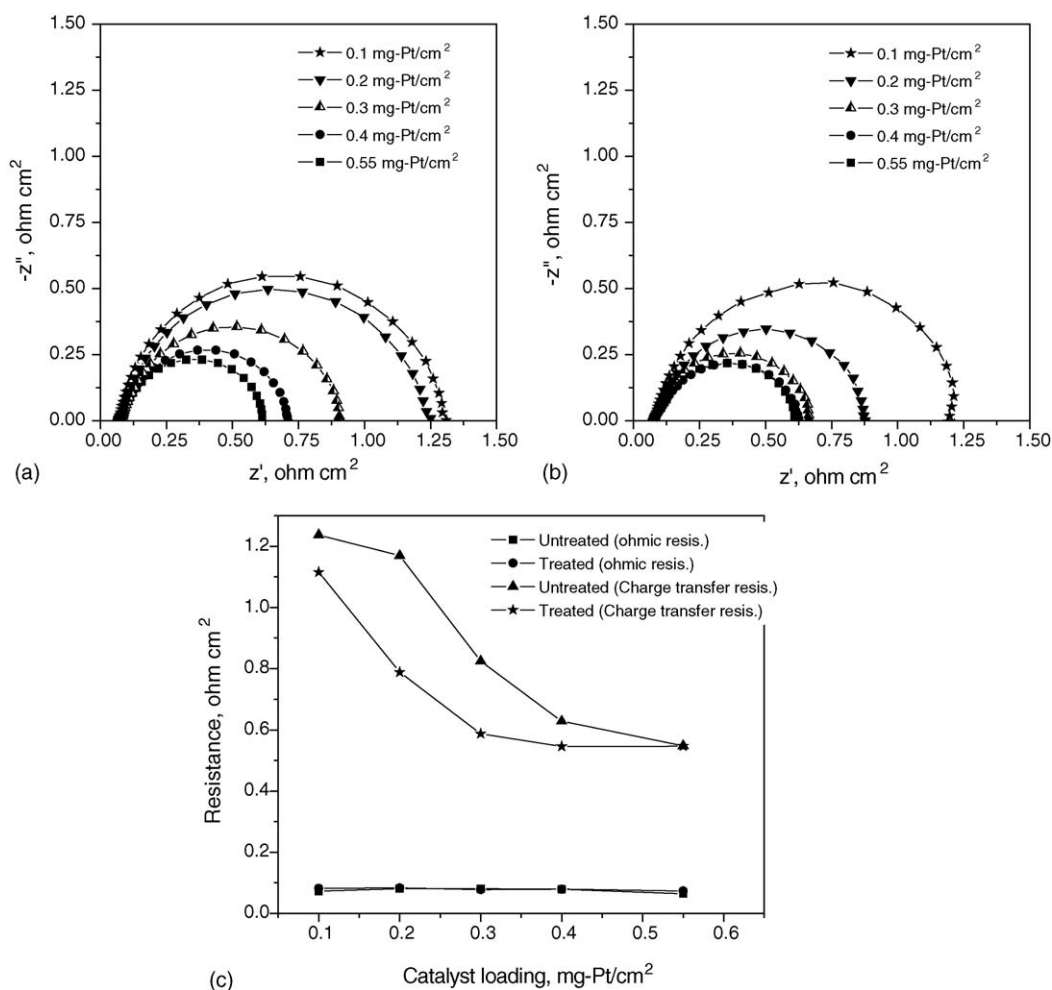 1.50
1.25
1.00
0.75
0.50
0.25
0.00
-z", ohm cm²
0.1 mg-Pt/cm²
0.2 mg-Pt/cm²
0.3 mg-Pt/cm²
0.4 mg-Pt/cm²
0.55 mg-Pt/cm²
0.00 0.25 0.50 0.75 1.00 1.25 1.50
(a)
z', ohm cm²
1.50
1.25
1.00
0.75
0.50
0.25
0.00
-z", ohm cm²
0.1 mg-Pt/cm²
0.2 mg-Pt/cm²
0.3 mg-Pt/cm²
0.4 mg-Pt/cm²
0.55 mg-Pt/cm²
0.00 0.25 0.50 0.75 1.00 1.25 1.50
(b)
z', ohm cm²
1.2
1.0
0.8
0.6
0.4
0.2
0.0
Resistance, ohm cm²
Untreated (ohmic resis.)
Treated (ohmic resis.)
Untreated (Charge transfer resis.)
Treated (Charge transfer resis.)
0.1 0.2 0.3 0.4 0.5 0.6
(c)
Catalyst loading, mg-Pt/cm²